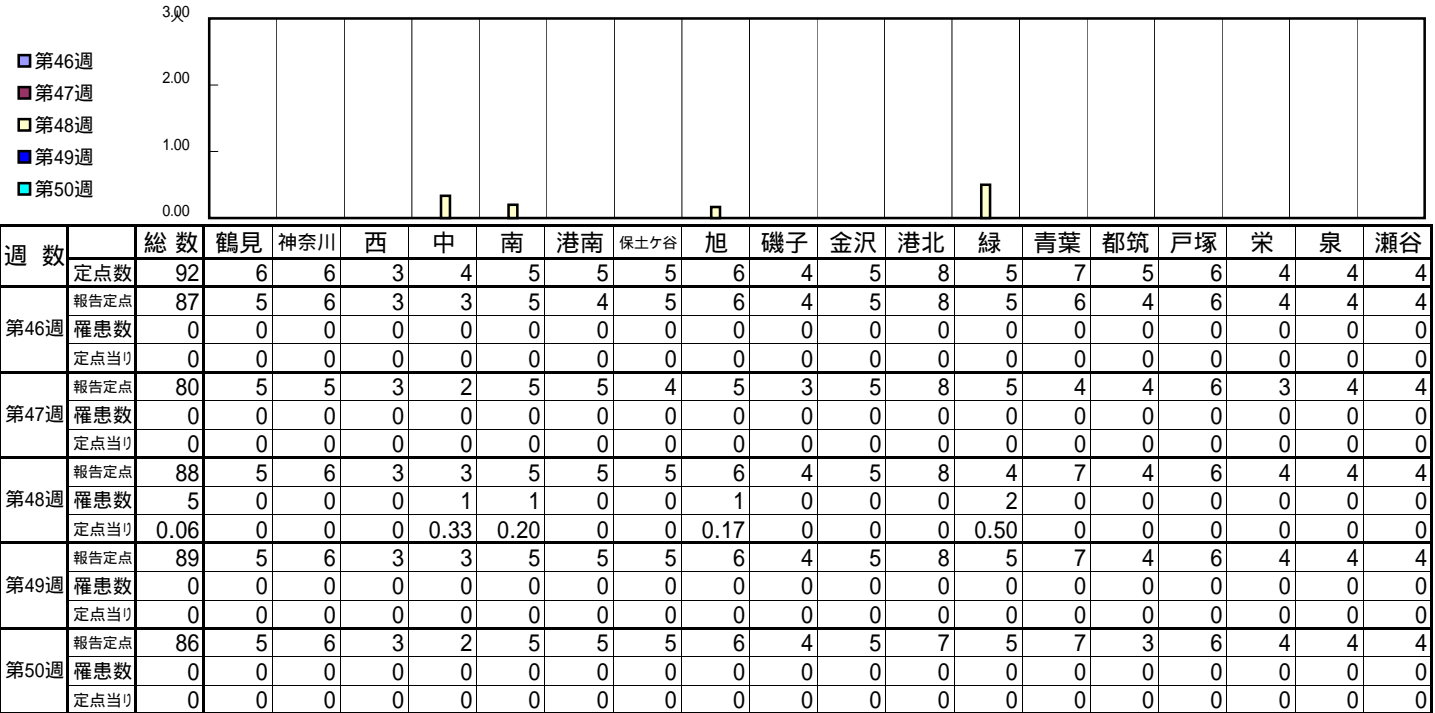 3.00
人
第46週
2.00
第47週
第48週
1.00
第49週
第50週
0.00
週 数 総 数 鶴見 神奈川 西 中 南 港南 保土ケ谷 旭 磯子 金沢 港北 緑 青葉 都筑 戸塚 栄 泉 瀬谷
定点数 92 6 6 3 4 5 5 5 6 4 5 8 5 7 5 6 4 4 4
第46週 報告定点 87 5 6 3 3 5 4 5 6 4 5 8 5 6 4 6 4 4 4
罹患数 0 0 0 0 0 0 0 0 0 0 0 0 0 0 0 0 0 0 0
定点当り 0 0 0 0 0 0 0 0 0 0 0 0 0 0 0 0 0 0 0
第47週 報告定点 80 5 5 3 2 5 5 4 5 3 5 8 5 4 4 6 3 4 4
罹患数 0 0 0 0 0 0 0 0 0 0 0 0 0 0 0 0 0 0 0
定点当り 0 0 0 0 0 0 0 0 0 0 0 0 0 0 0 0 0 0 0
第48週 報告定点 88 5 6 3 3 5 5 5 6 4 5 8 4 7 4 6 4 4 4
罹患数 5 0 0 0 1 1 0 0 1 0 0 0 2 0 0 0 0 0 0
定点当り 0.06 0 0 0 0.33 0.20 0 0 0.17 0 0 0 0.50 0 0 0 0 0 0
第49週 報告定点 89 5 6 3 3 5 5 5 6 4 5 8 5 7 4 6 4 4 4
罹患数 0 0 0 0 0 0 0 0 0 0 0 0 0 0 0 0 0 0 0
定点当り 0 0 0 0 0 0 0 0 0 0 0 0 0 0 0 0 0 0 0
第50週 報告定点 86 5 6 3 2 5 5 5 6 4 5 7 5 7 3 6 4 4 4
罹患数 0 0 0 0 0 0 0 0 0 0 0 0 0 0 0 0 0 0 0
定点当り 0 0 0 0 0 0 0 0 0 0 0 0 0 0 0 0 0 0 0